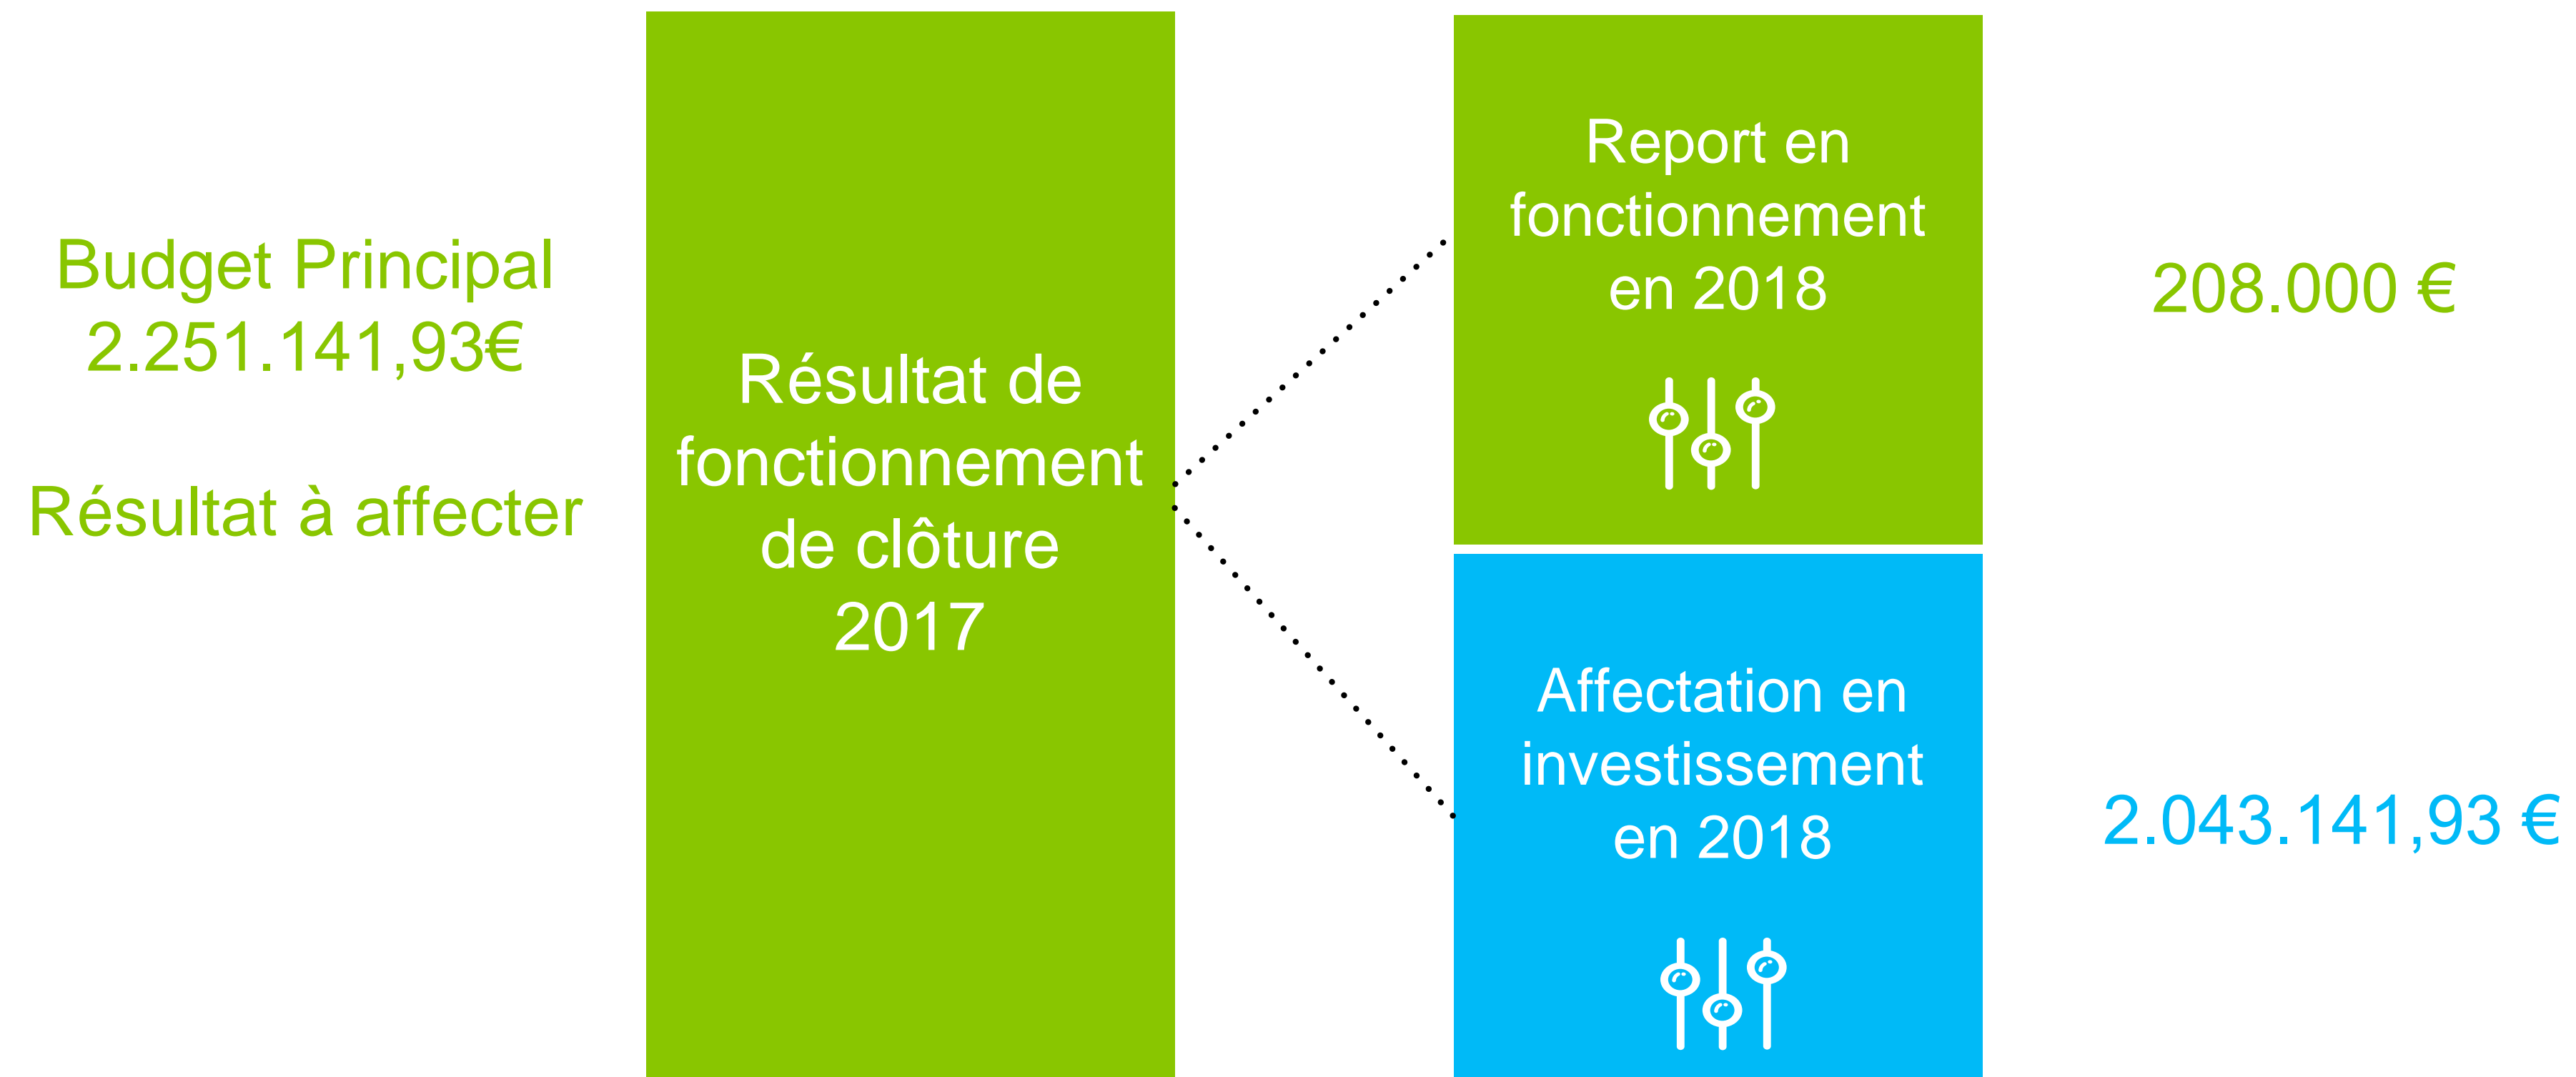 Budget Principal
2.251.141,93€
Résultat à affecter
Résultat de
fonctionnement
de clôture
2017
Report en
fonctionnement
en 2018
208.000 €
Affectation en
investissement
en 2018
2.043.141,93 €